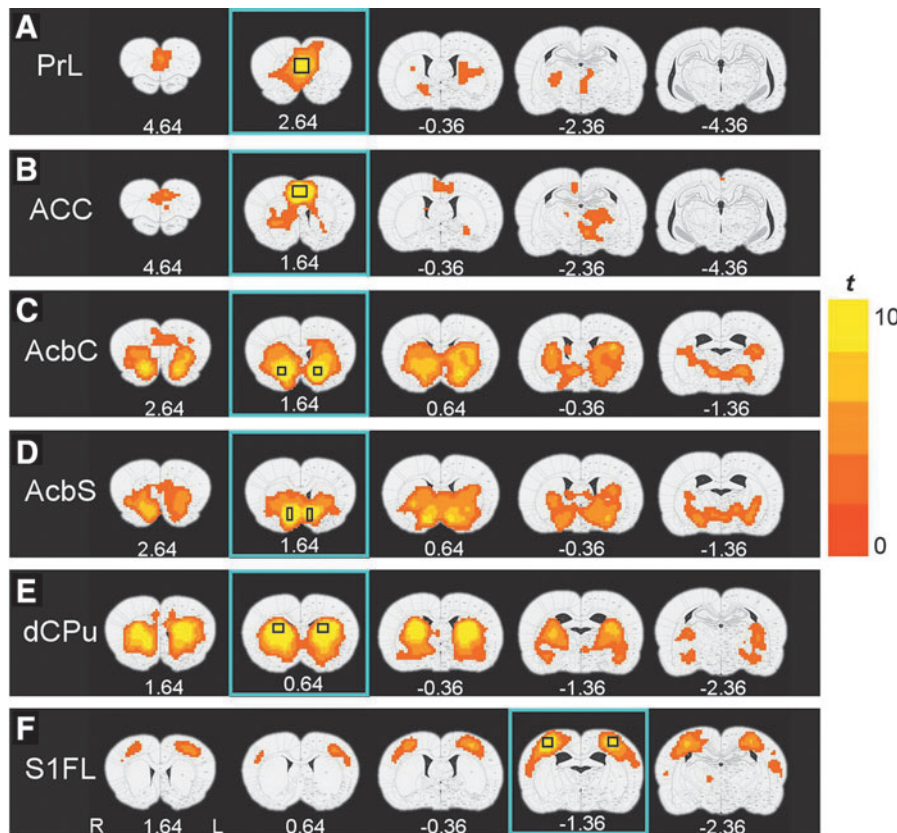 A
PrL
4.64 2.64 -0.36 -2.36 -4.36
B
ACC
4.64 1.64 -0.36 -2.36 -4.36
C
AcbC
2.64 1.64 0.64 -0.36 -1.36
D
AcbS
2.64 1.64 0.64 -0.36 -1.36
E
dCPu
1.64 0.64 -0.36 -1.36 -2.36
F
S1FL
R 1.64 L 0.64 -0.36 -1.36 -2.36
t
10
0